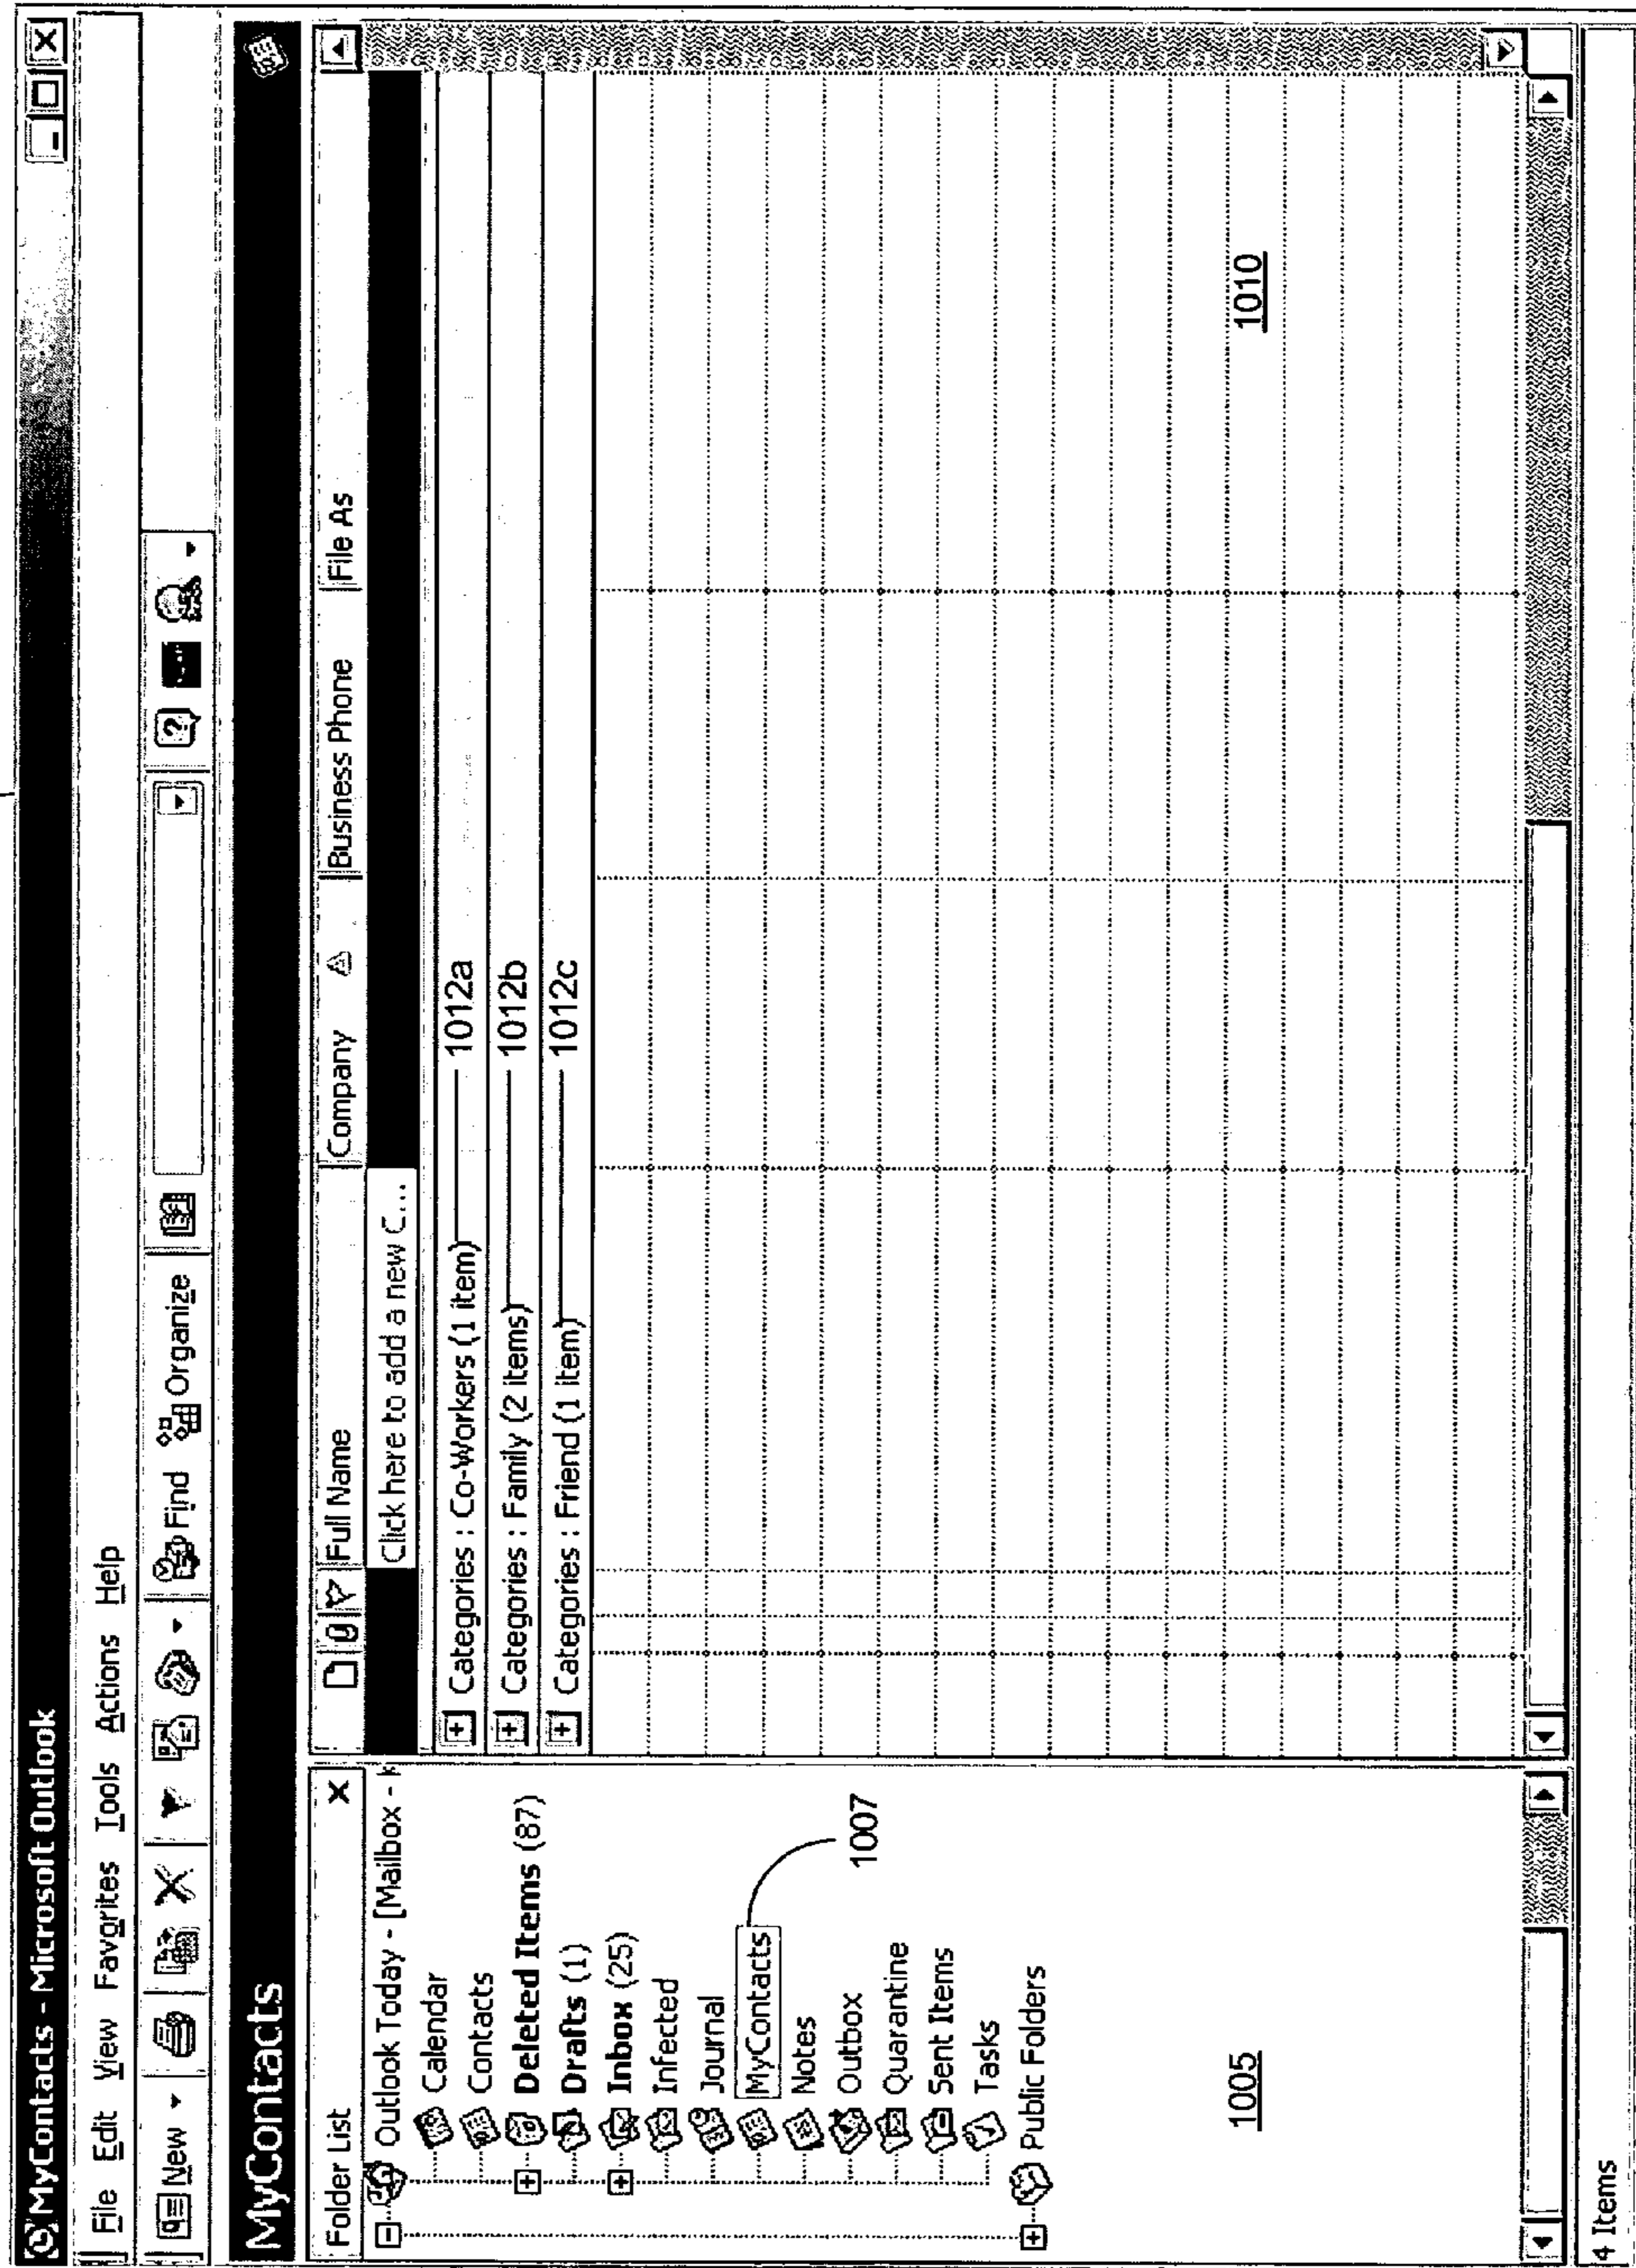 MyContacts - Microsoft Outlook
File Edit View Favorites Tools Actions Help
New Find Organize
MyContacts
Folder List
Outlook Today - [Mailbox -
Calendar
Contacts
Deleted Items (87)
Drafts (1)
Inbox (25)
Infected
Journal
MyContacts
1007
Notes
Outbox
Quarantine
Sent Items
Tasks
Public Folders
1005
Full Name Company Business Phone File As
Click here to add a new C...
Categories : Co-Workers (1 item) 1012a
Categories : Family (2 items) 1012b
Categories : Friend (1 item) 1012c
1010
4 Items